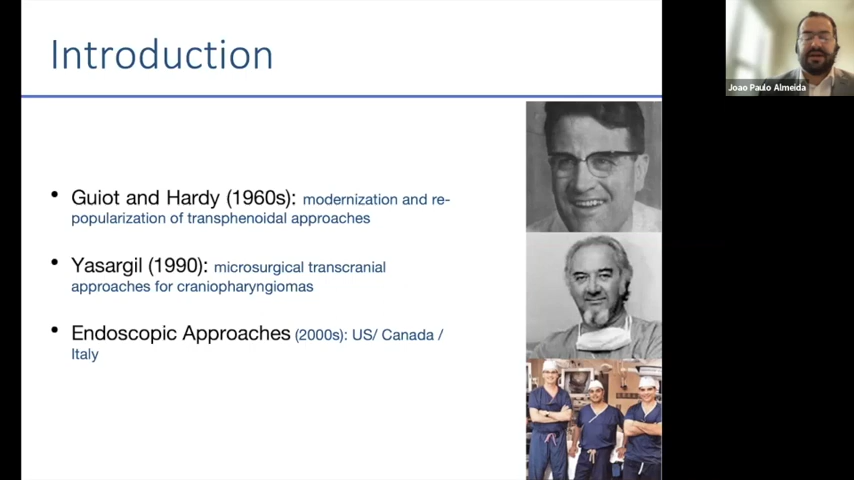 Introduction
Joao Paulo Almeida
• Guiot and Hardy (1960s): modernization and re-
popularization of transphenoidal approaches
• Yasargil (1990): microsurgical transcranial
approaches for craniopharyngiomas
• Endoscopic Approaches (2000s): US/ Canada /
Italy